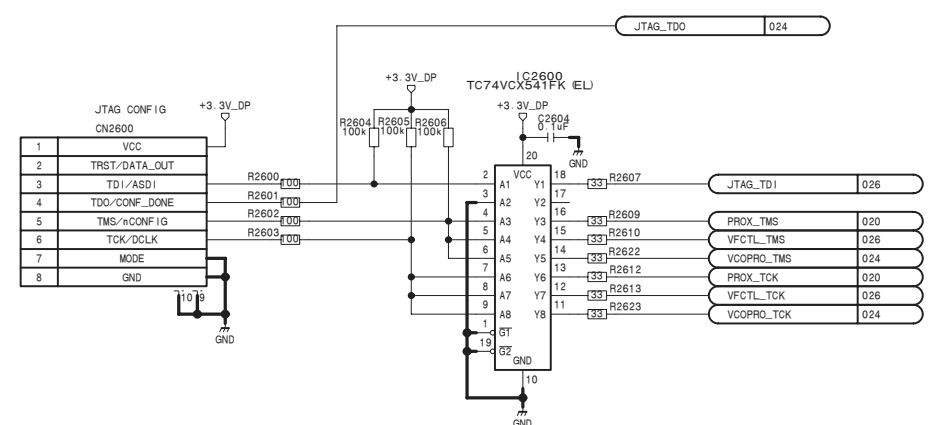 JTAG_TDO 024
IC2600
TC74VCX541FK (EL)
+3.3V_DP
+3.3V_DP
+3.3V_DP
C2604
0.1uF
GND
JTAG CONFIG
CN2600
1 VCC
2 TRST/DATA_OUT
3 TDI/ASDI
4 TDO/CONF_DONE
5 TMS/nCONFIG
6 TCK/DCLK
7 MODE
8 GND
10 9
GND
R2604 R2605 R2606
100k 100k 100k
R2600
100
R2601
100
R2602
100
R2603
100
20
VCC
2 A1 Y1 18
3 A2 Y2 17
4 A3 Y3 16
5 A4 Y4 15
6 A5 Y5 14
7 A6 Y6 13
8 A7 Y7 12
9 A8 Y8 11
1 G1
19 G2
GND
10
GND
33 R2607 JTAG_TDI 026
33 R2609 PROX_TMS 020
33 R2610 VFCTL_TMS 026
33 R2622 VCOPRO_TMS 024
33 R2612 PROX_TCK 020
33 R2613 VFCTL_TCK 026
33 R2623 VCOPRO_TCK 024